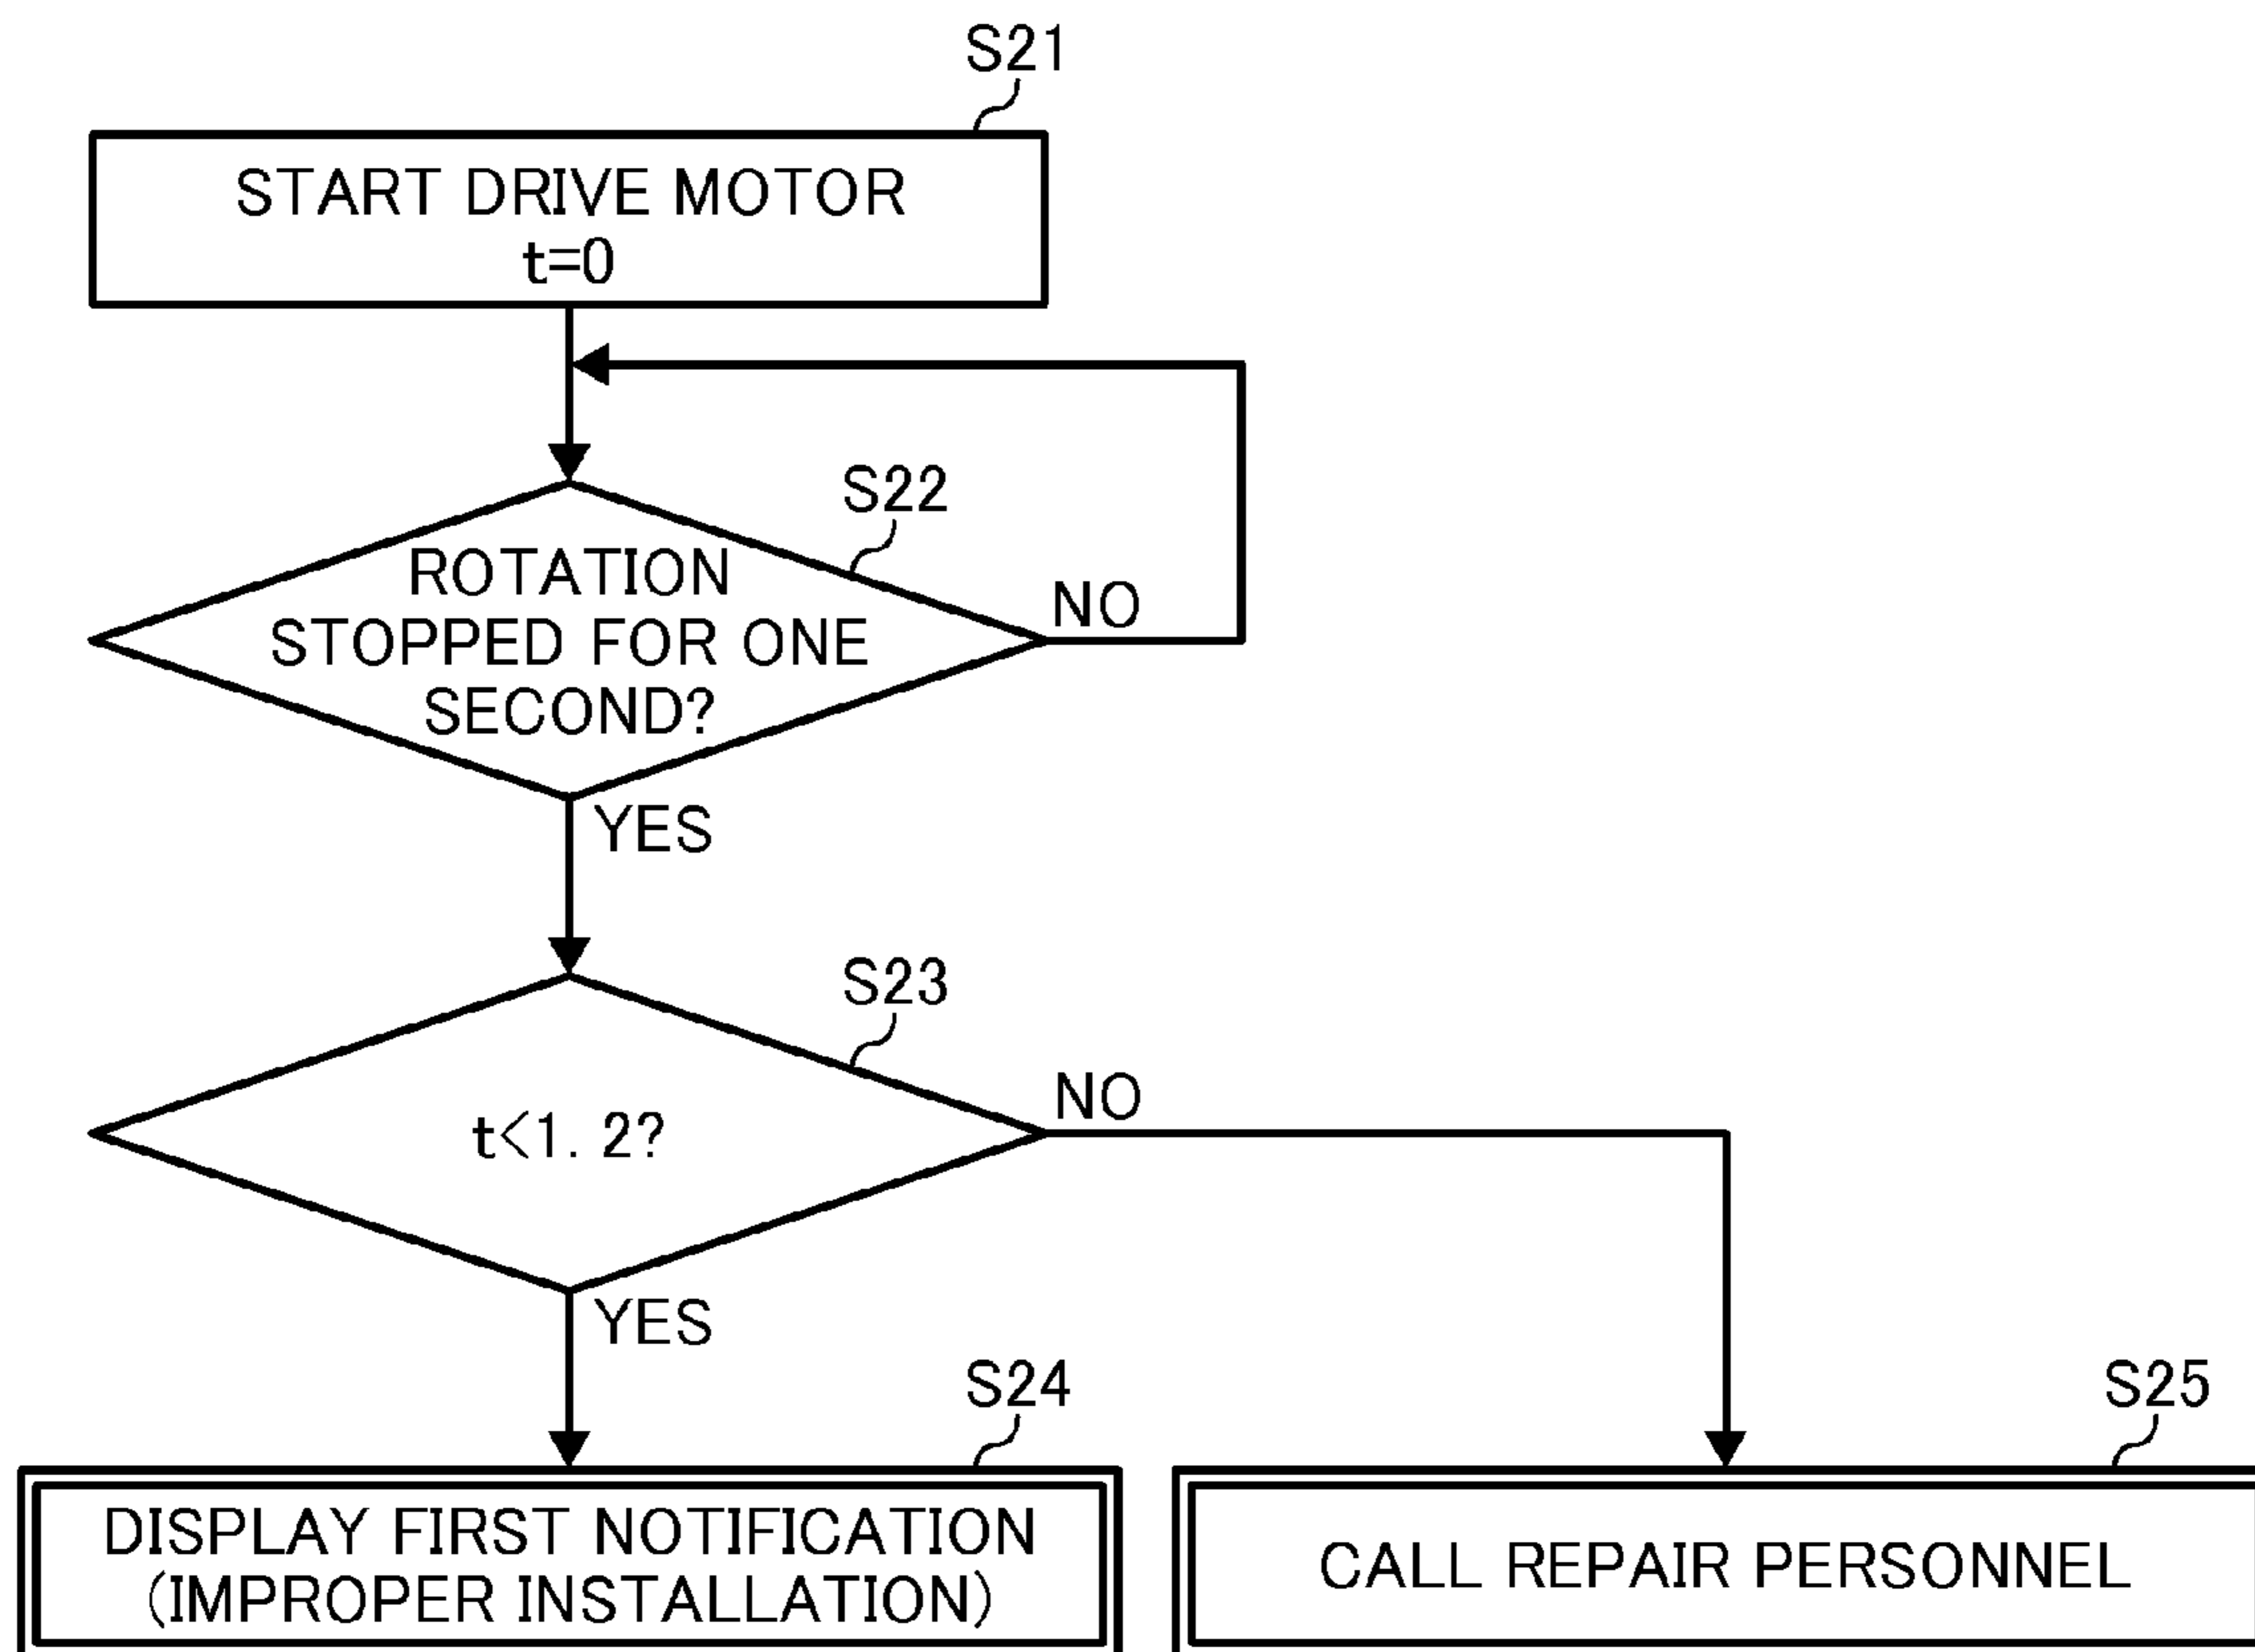 S21
START DRIVE MOTOR
t=0
S22
ROTATION
STOPPED FOR ONE
SECOND?
NO
YES
S23
t<1. 2?
NO
YES
S24
DISPLAY FIRST NOTIFICATION
(IMPROPER INSTALLATION)
S25
CALL REPAIR PERSONNEL